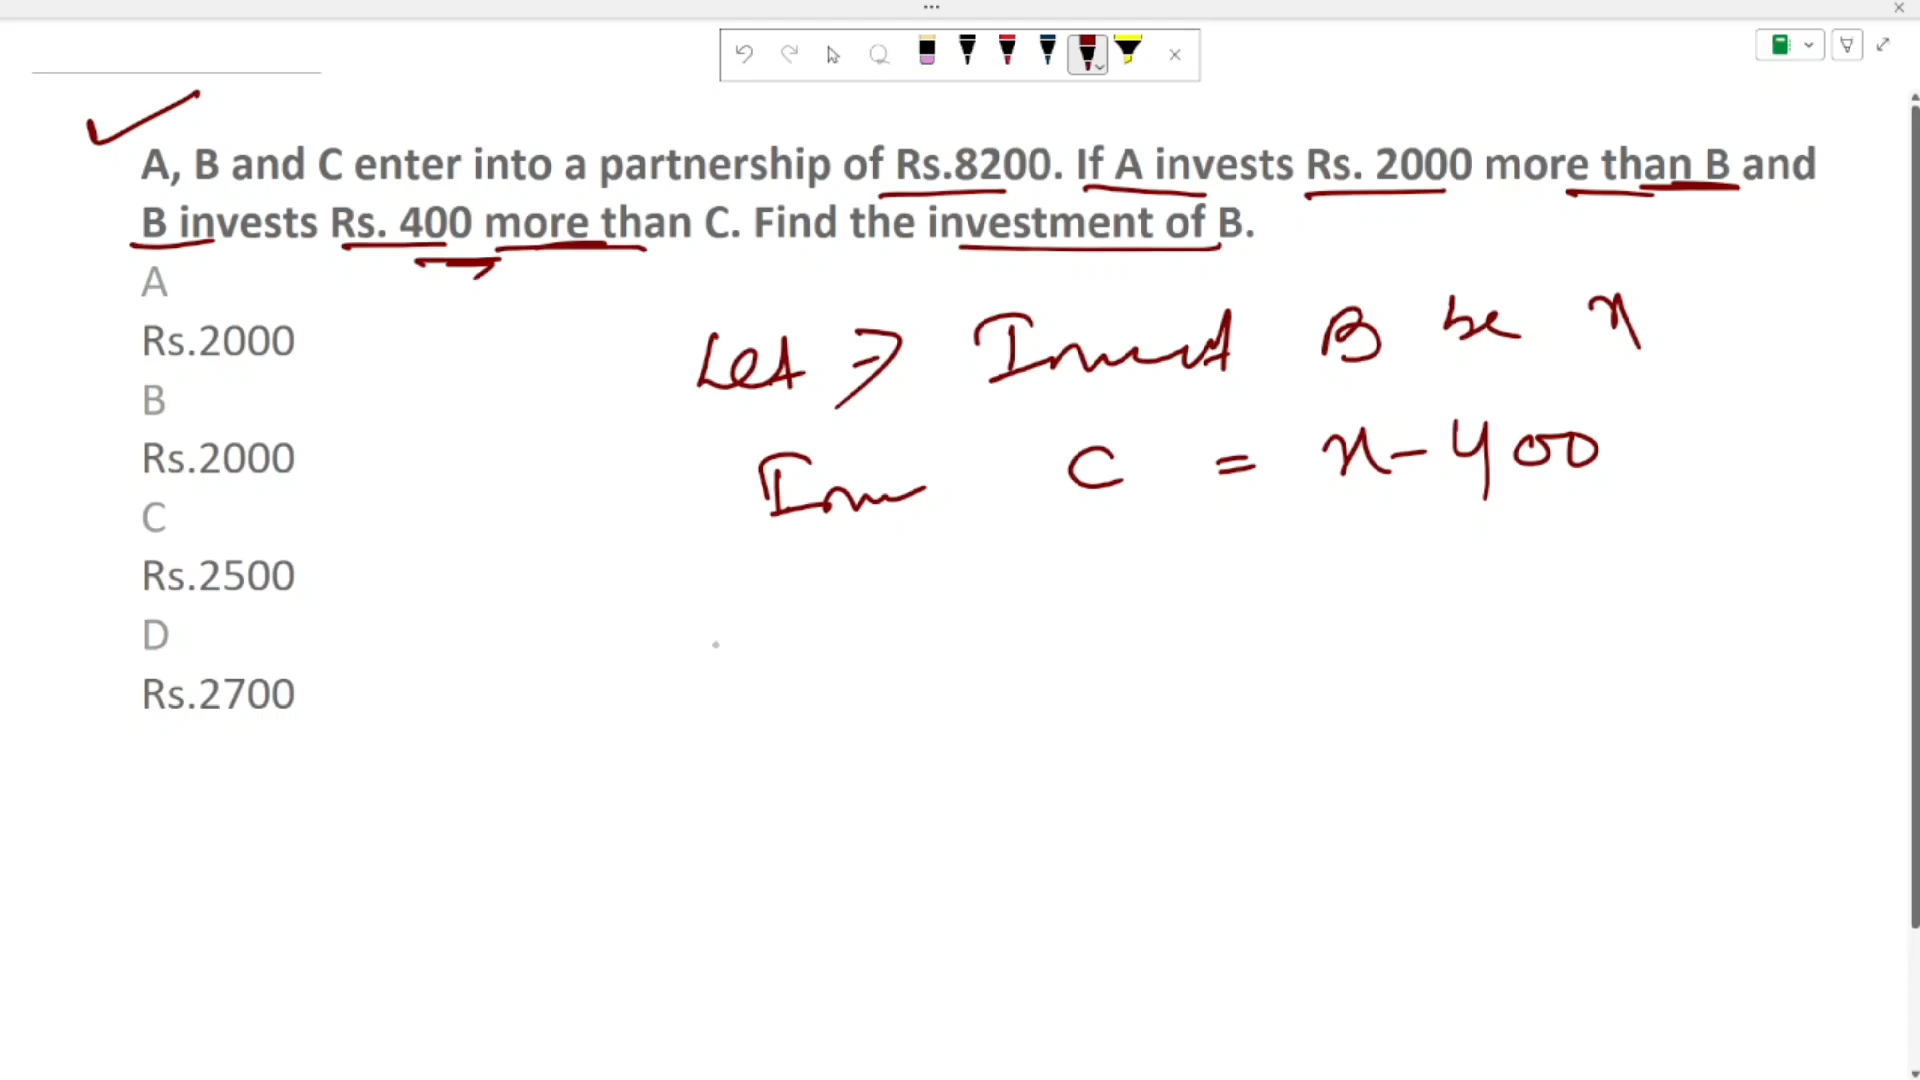 A, B and C enter into a partnership of Rs.8200. If A invests Rs. 2000 more than B and
B invests Rs. 400 more than C. Find the investment of B.
A
Rs.2000
B
Rs.2000
C
Rs.2500
D
Rs.2700
Let ⇒ Invest B be x
Inv C = x - 400